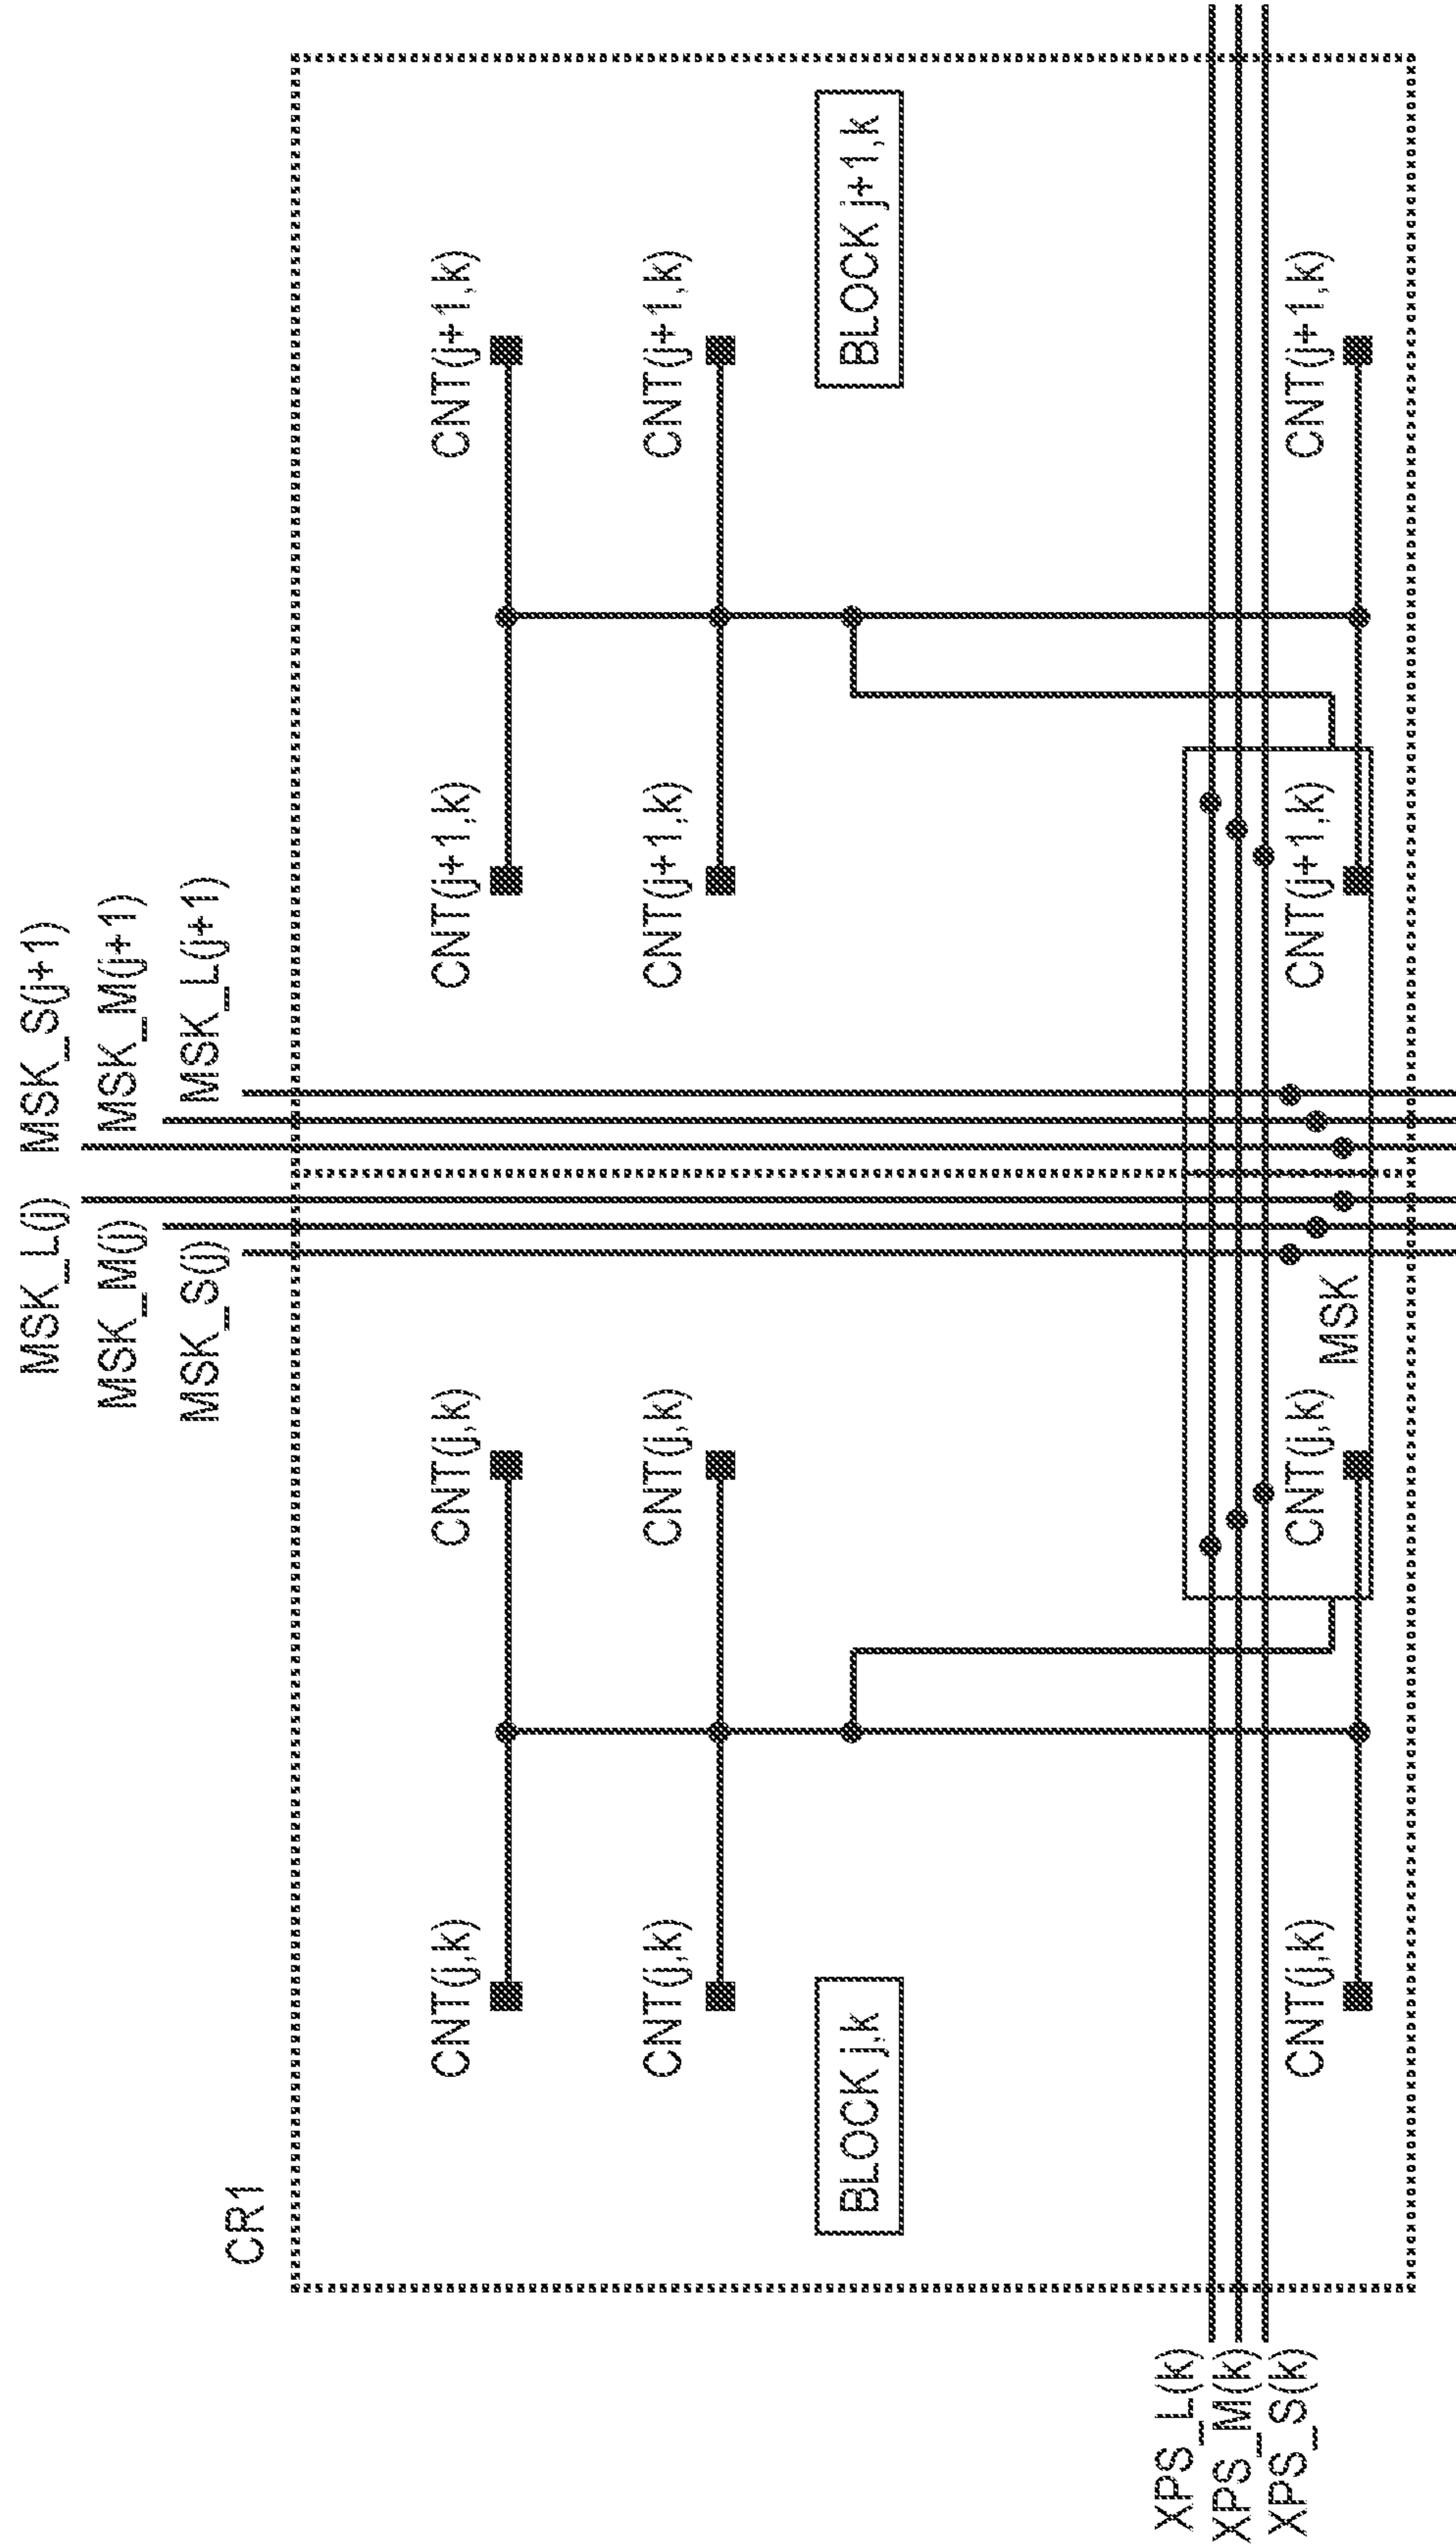 MSK_L(j)
MSK_S(j+1)
MSK_M(j)
MSK_M(j+1)
MSK_S(j)
MSK_L(j+1)
CR1
CNT(j,k)
CNT(j,k)
CNT(j+1,k)
CNT(j+1,k)
CNT(j,k)
CNT(j,k)
CNT(j+1,k)
CNT(j+1,k)
BLOCK j,k
BLOCK j+1,k
XPS_L(k)
XPS_M(k)
XPS_S(k)
CNT(j,k)
CNT(j,k)
CNT(j+1,k)
CNT(j+1,k)
MSK